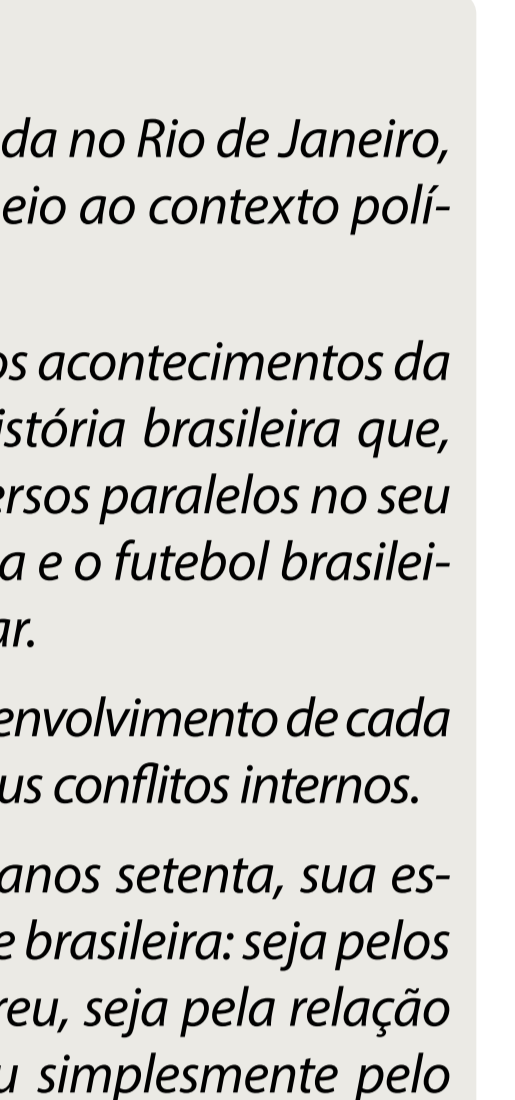 da no Rio de Janeiro,
eio ao contexto polí-
os acontecimentos da
istória brasileira que,
ersos paralelos no seu
a e o futebol brasilei-
ar.
envolvimento de cada
us conflitos internos.
anos setenta, sua es-
e brasileira: seja pelos
reu, seja pela relação
u simplesmente pelo